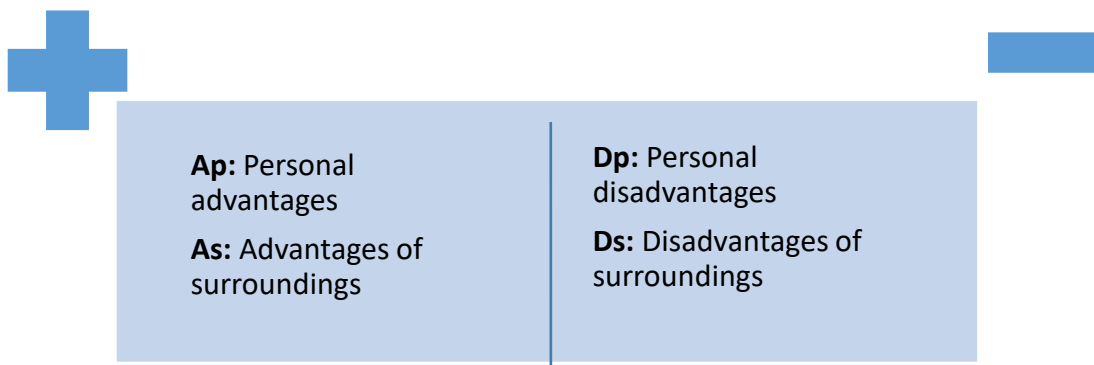 Ap: Personal
advantages
As: Advantages of
surroundings
Dp: Personal
disadvantages
Ds: Disadvantages of
surroundings